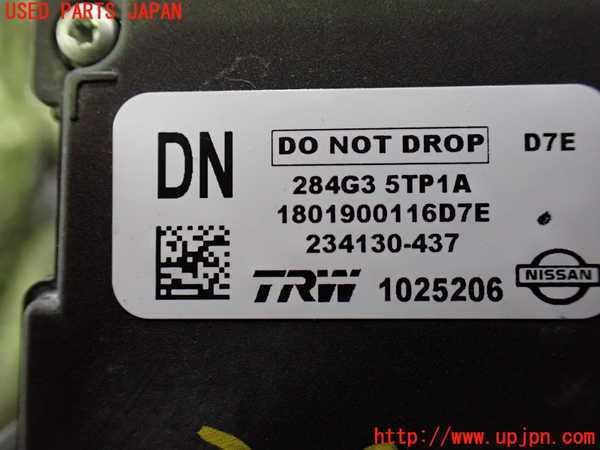 USED PARTS JAPAN
DN
DO NOT DROP
D7E
284G3 5TP1A
1801900116D7E
234130-437
TRW 1025206
NISSAN
https://www.upjpn.com